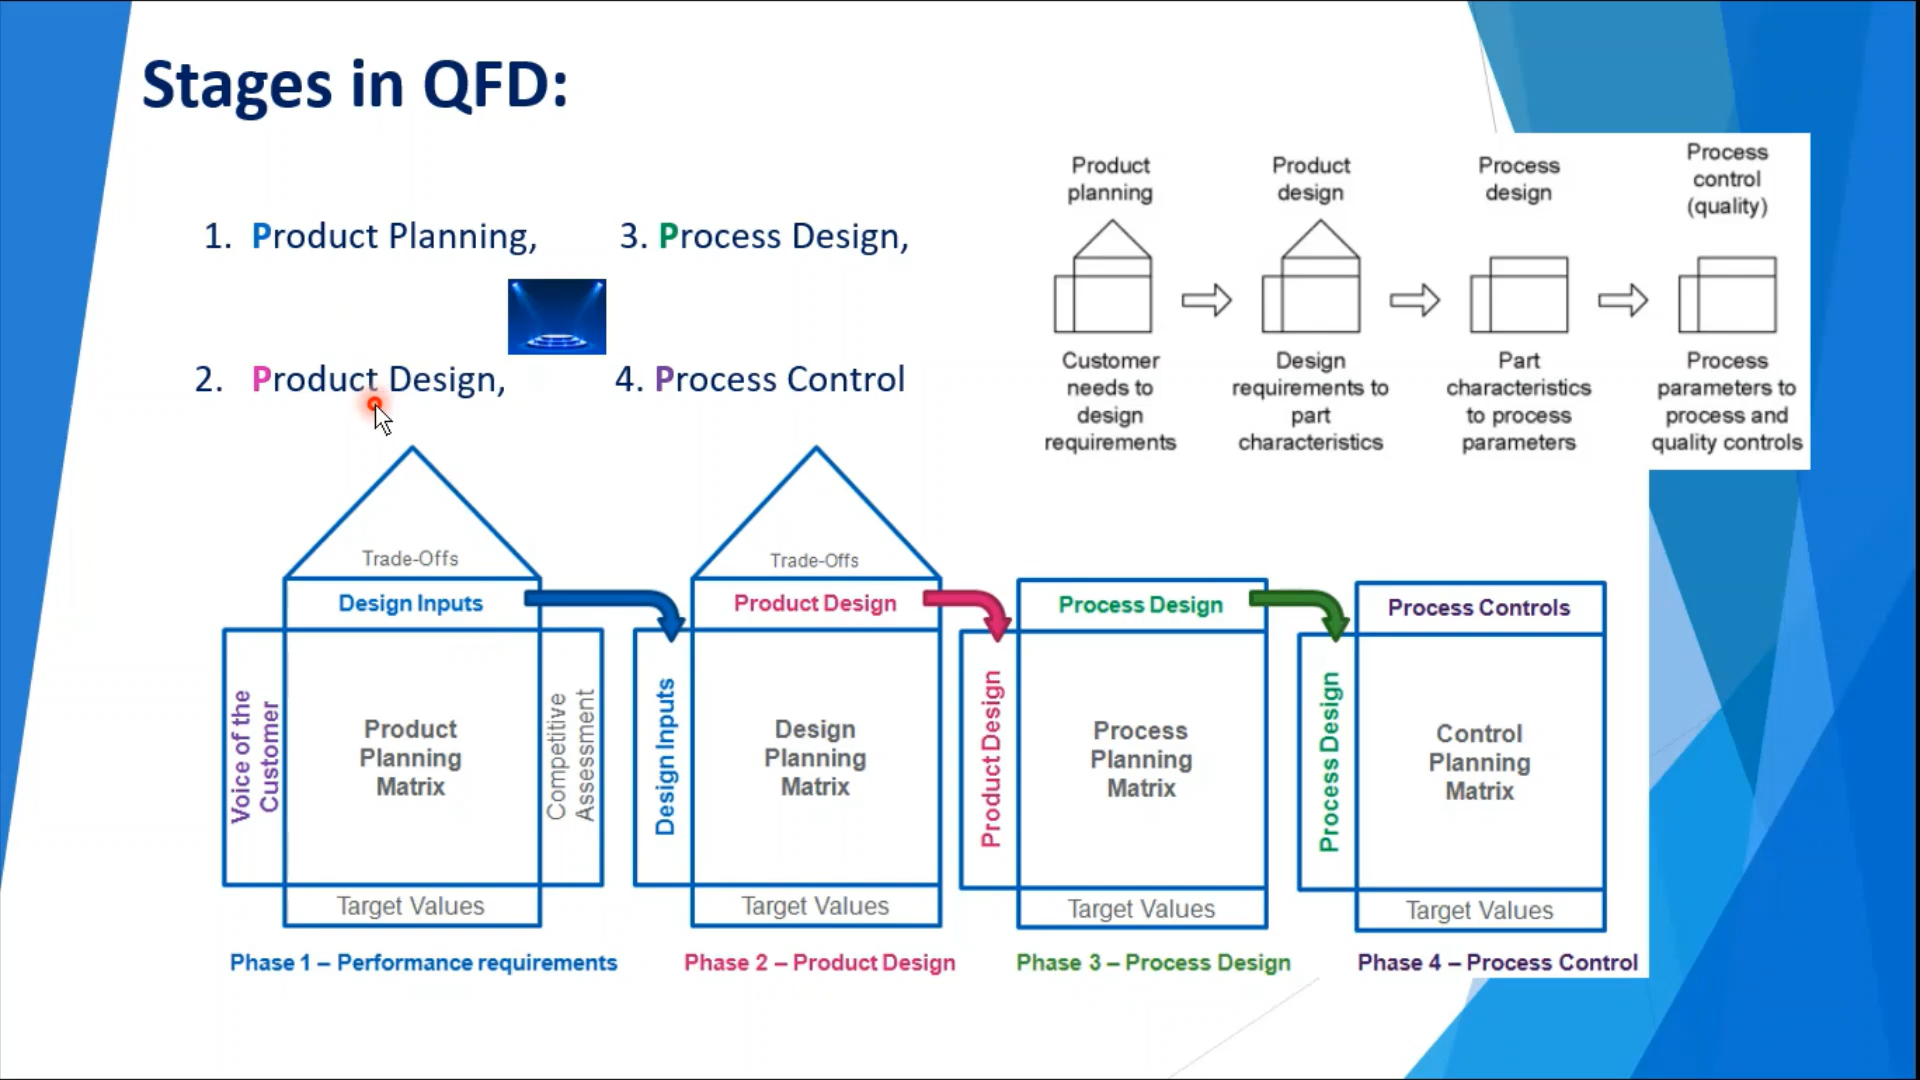 Stages in QFD:
1. Product Planning,
3. Process Design,
2. Product Design,
4. Process Control
Product
planning
Product
design
Process
design
Process
control
(quality)
Customer
needs to
design
requirements
Design
requirements to
part
characteristics
Part
characteristics
to process
parameters
Process
parameters to
process and
quality controls
Trade-Offs
Design Inputs
Voice of the
Customer
Product
Planning
Matrix
Competitive
Assessment
Target Values
Phase 1 – Performance requirements
Trade-Offs
Product Design
Design Inputs
Design
Planning
Matrix
Target Values
Phase 2 – Product Design
Process Design
Product Design
Process
Planning
Matrix
Target Values
Phase 3 – Process Design
Process Controls
Process Design
Control
Planning
Matrix
Target Values
Phase 4 – Process Control